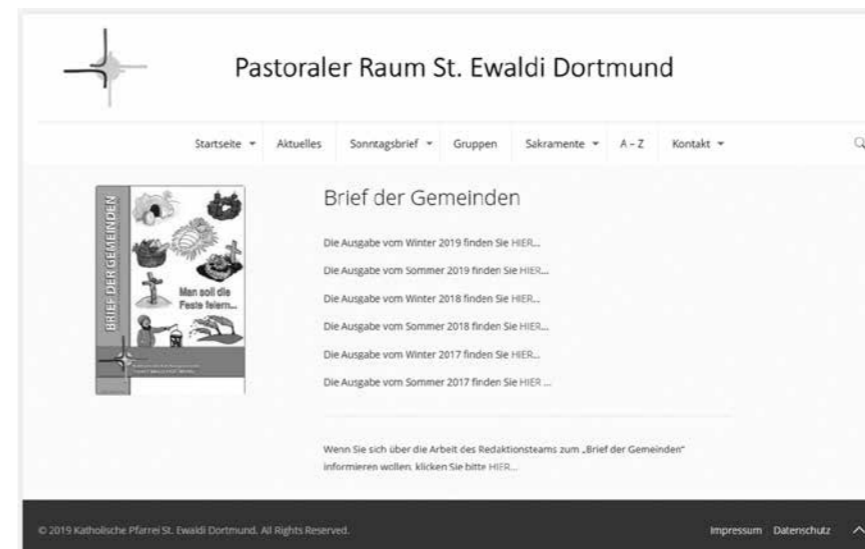 Pastoraler Raum St. Ewaldi Dortmund
Startseite Aktuelles Sonntagsbrief Gruppen Sakramente A – Z Kontakt
BRIEF DER GEMEINDEN
Man soll die
Feste feiern...
Brief der Gemeinden
Die Ausgabe vom Winter 2019 finden Sie HIER...
Die Ausgabe vom Sommer 2019 finden Sie HIER...
Die Ausgabe vom Winter 2018 finden Sie HIER...
Die Ausgabe vom Sommer 2018 finden Sie HIER...
Die Ausgabe vom Winter 2017 finden Sie HIER...
Die Ausgabe vom Sommer 2017 finden Sie HIER ...
Wenn Sie sich über die Arbeit des Redaktionsteams zum „Brief der Gemeinden“
informieren wollen, klicken Sie bitte HIER...
© 2019 Katholische Pfarrei St. Ewaldi Dortmund. All Rights Reserved.
Impressum Datenschutz